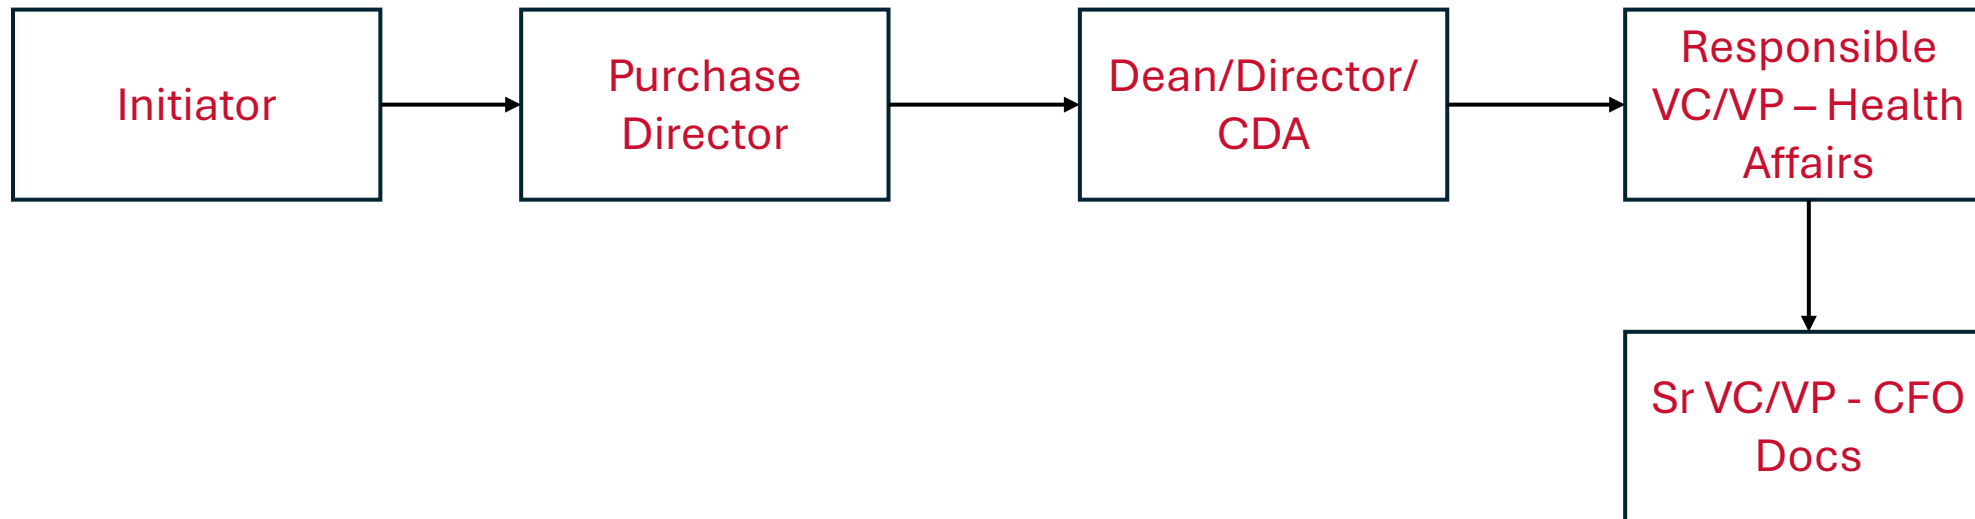 Initiator
Purchase
Director
Dean/Director/
CDA
Responsible
VC/VP – Health
Affairs
Sr VC/VP - CFO
Docs